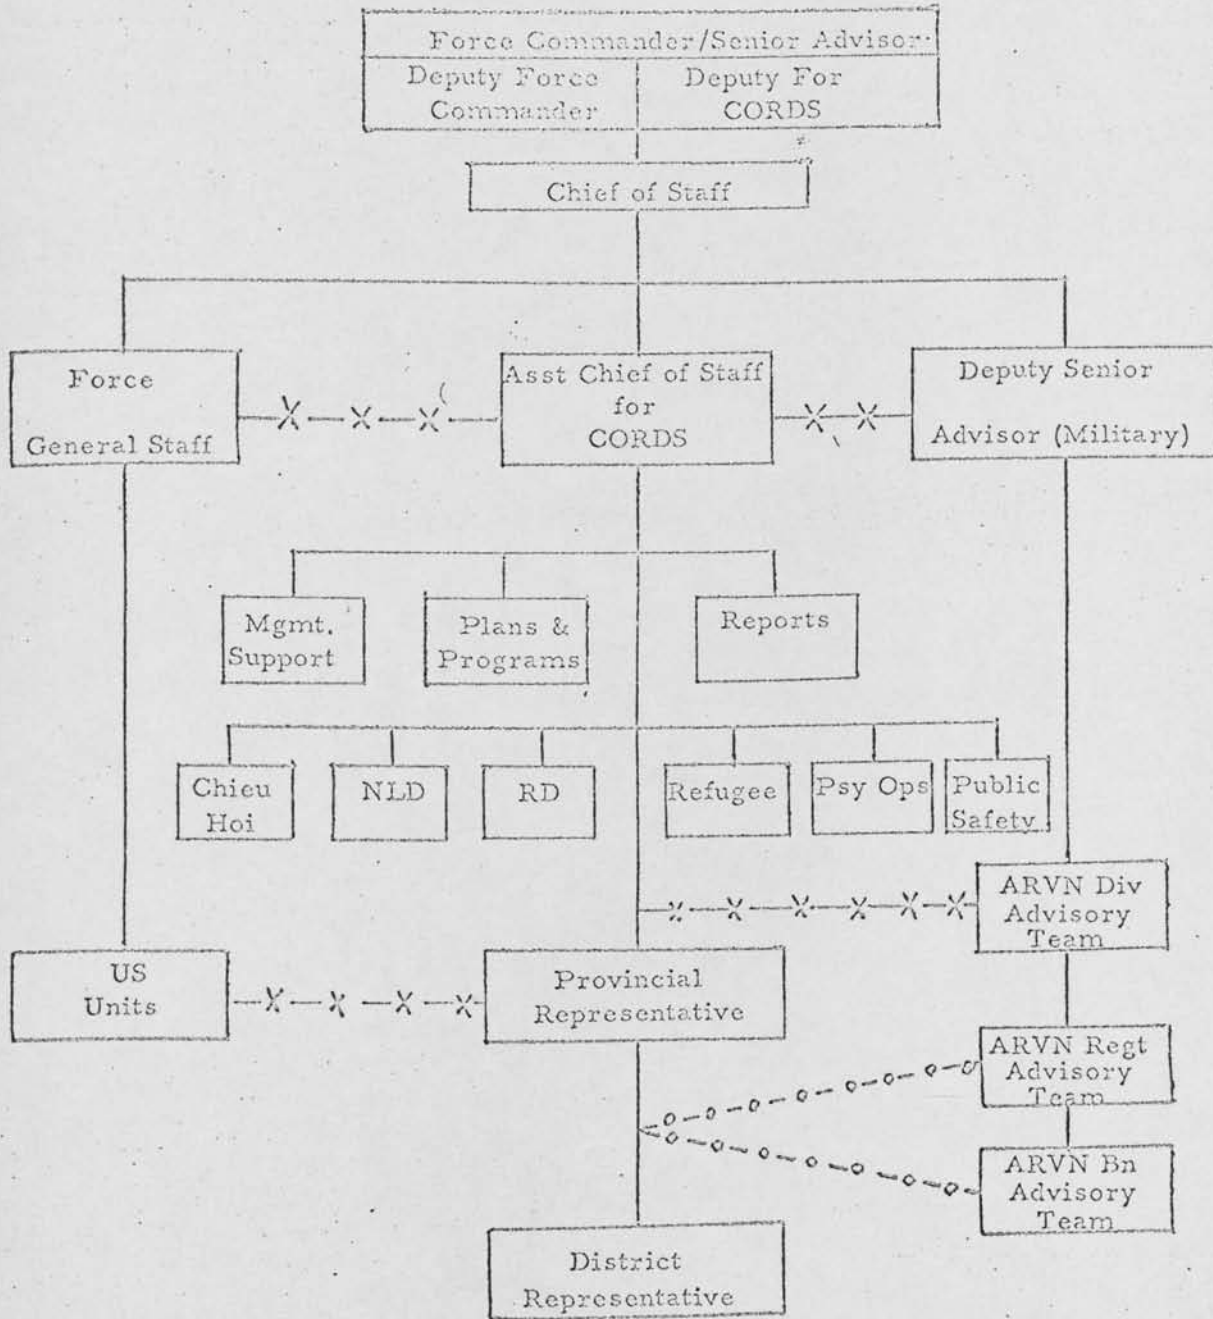 Force Commander/Senior Advisor
Deputy Force
Commander
Deputy For
CORDS
Chief of Staff
Force
General Staff
Asst Chief of Staff
for
CORDS
Deputy Senior
Advisor (Military)
Mgmt.
Support
Plans &
Programs
Reports
Chieu
Hoi
NLD
RD
Refugee
Psy Ops
Public
Safety
ARVN Div
Advisory
Team
US
Units
Provincial
Representative
ARVN Regt
Advisory
Team
ARVN Bn
Advisory
Team
District
Representative